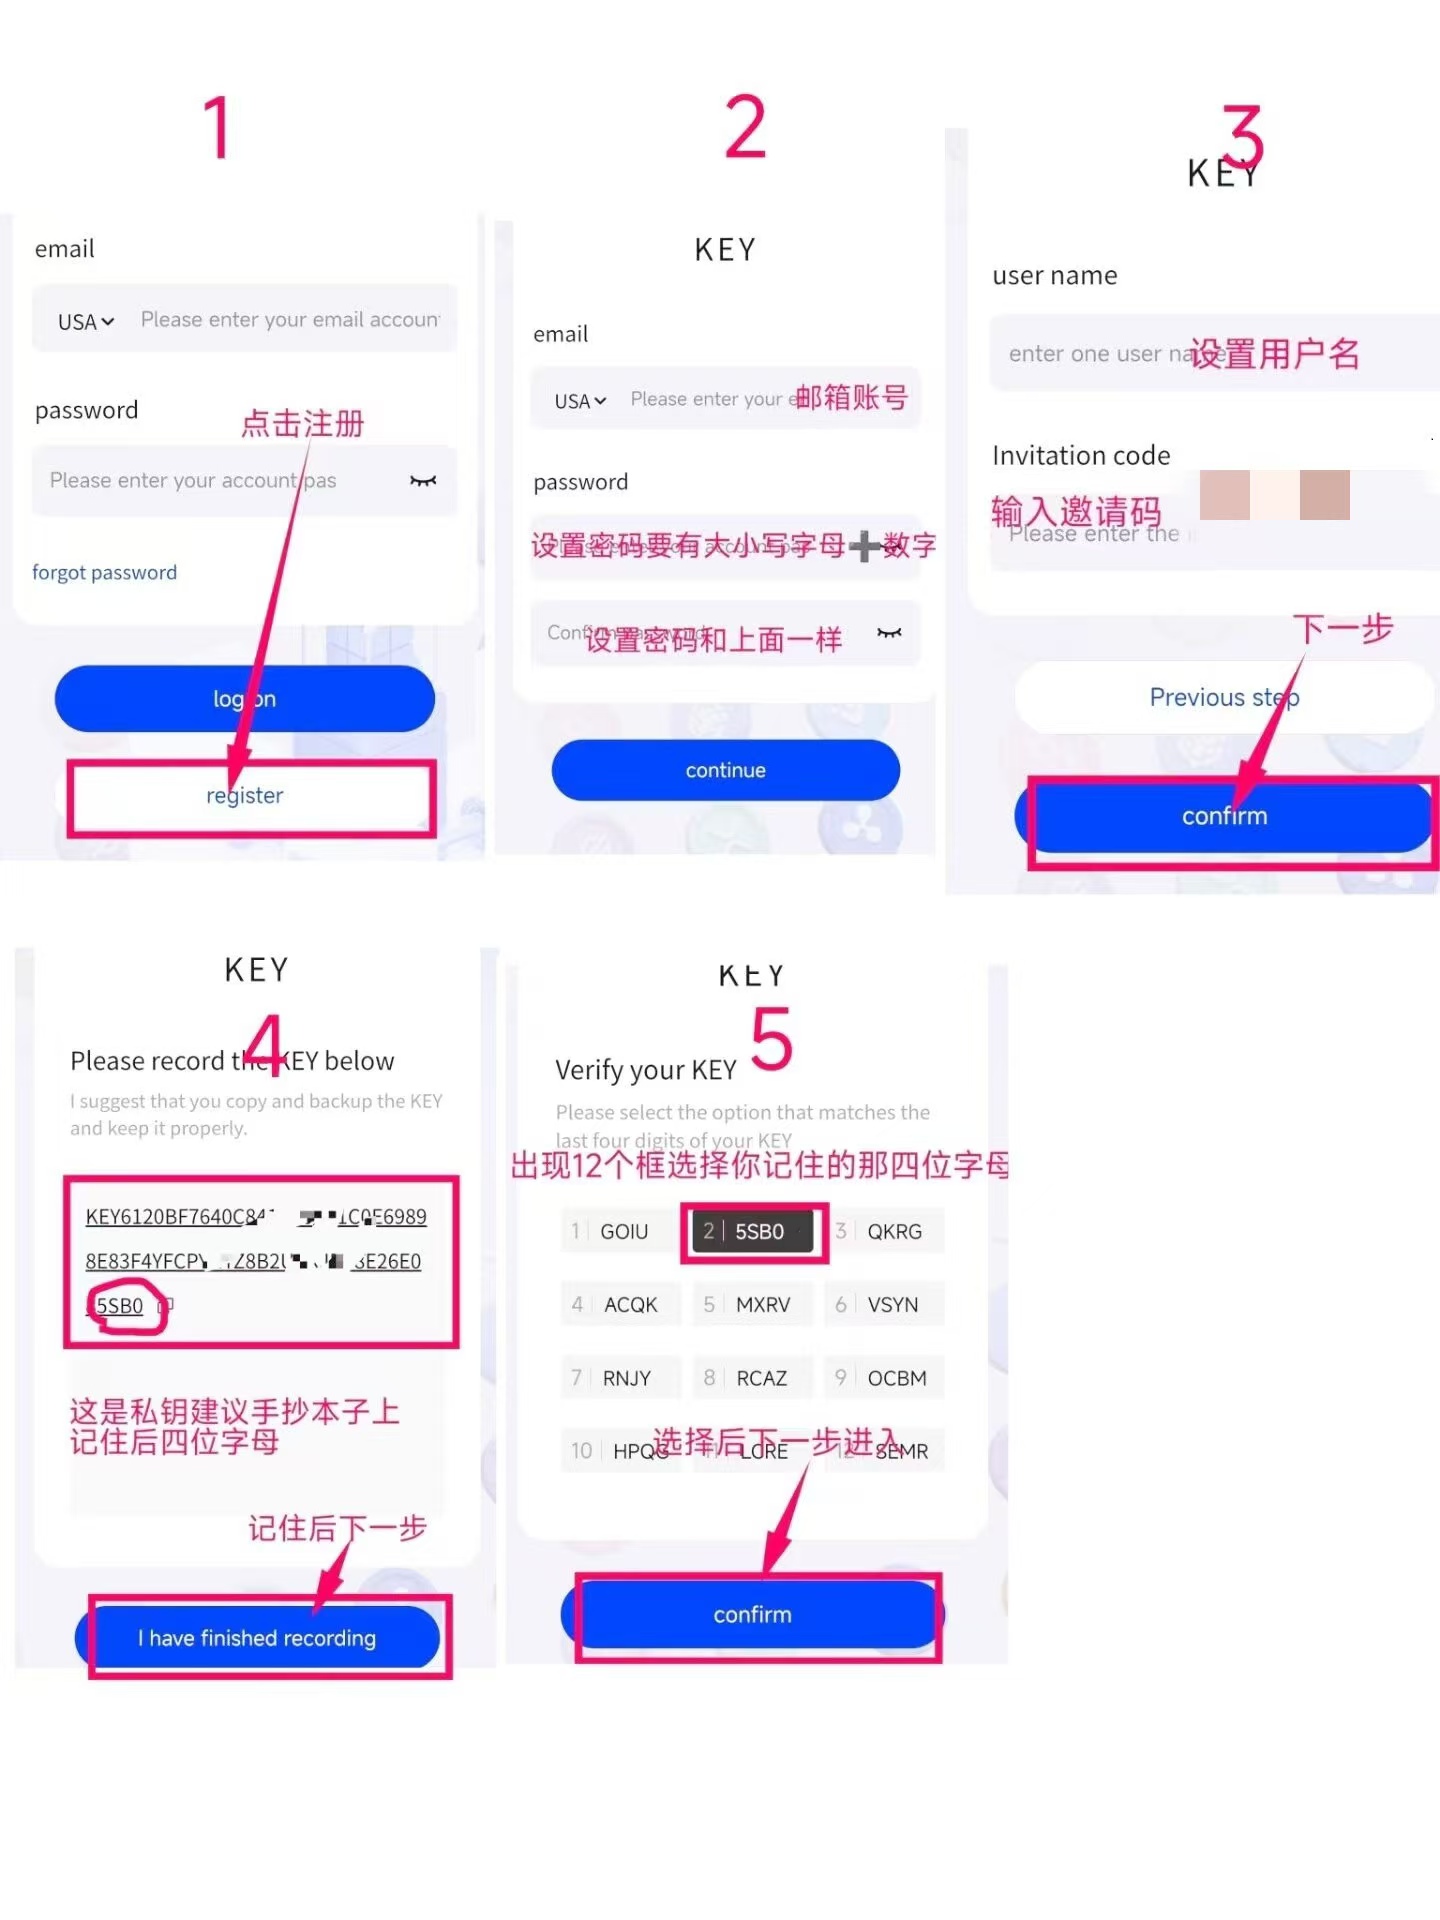 1
email
USA
Please enter your email accoun
password
点击注册
Please enter your account pas
forgot password
log on
register
2
KEY
email
USA
Please enter your e
邮箱账号
password
设置密码要有大小写字母➕数字
设置密码和上面一样
continue
3
KEY
user name
enter one user name
设置用户名
Invitation code
输入邀请码
Please enter the
下一步
Previous step
confirm
KEY
4
Please record the KEY below
I suggest that you copy and backup the KEY
and keep it properly.
KEY6120BF7640C8 1C0E6989
8E83F4YFCP Z8B2 3E26E0
5SB0
这是私钥建议手抄本子上
记住后四位字母
记住后下一步
I have finished recording
KEY
5
Verify your KEY
Please select the option that matches the
last four digits of your KEY
出现12个框选择你记住的那四位字母
1 GOIU 2 5SB0 3 QKRG
4 ACQK 5 MXRV 6 VSYN
7 RNJY 8 RCAZ 9 OCBM
选择后下一步进入
10 HPQG 11 LCRE 12 SEMR
confirm